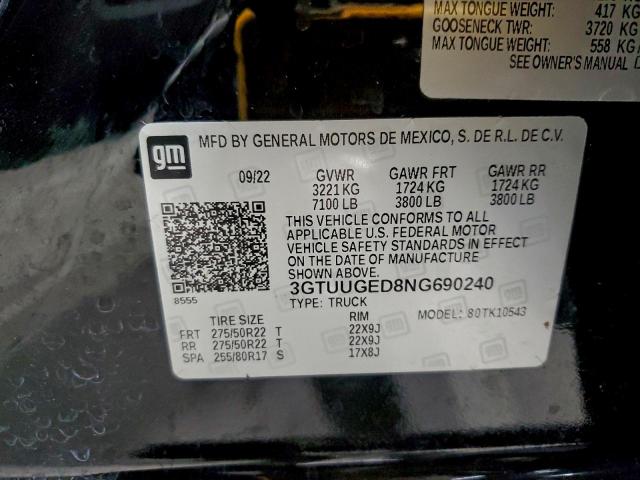 MAX TONGUE WEIGHT: 417 KG
GOOSENECK TWR: 3720 KG
MAX TONGUE WEIGHT: 558 KG
SEE OWNER'S MANUAL
gm
MFD BY GENERAL MOTORS DE MEXICO, S. DE R.L. DE C.V.
09/22 GVWR GAWR FRT GAWR RR
3221 KG 1724 KG 1724 KG
7100 LB 3800 LB 3800 LB
THIS VEHICLE CONFORMS TO ALL
APPLICABLE U.S. FEDERAL MOTOR
VEHICLE SAFETY STANDARDS IN EFFECT
ON THE DATE OF MANUFACTURE
SHOWN ABOVE.
3GTUUGED8NG690240
8555
TYPE: TRUCK
MODEL: 80TK10543
TIRE SIZE RIM
FRT 275/50R22 T 22X9J
RR 275/50R22 T 22X9J
SPA 255/80R17 S 17X8J